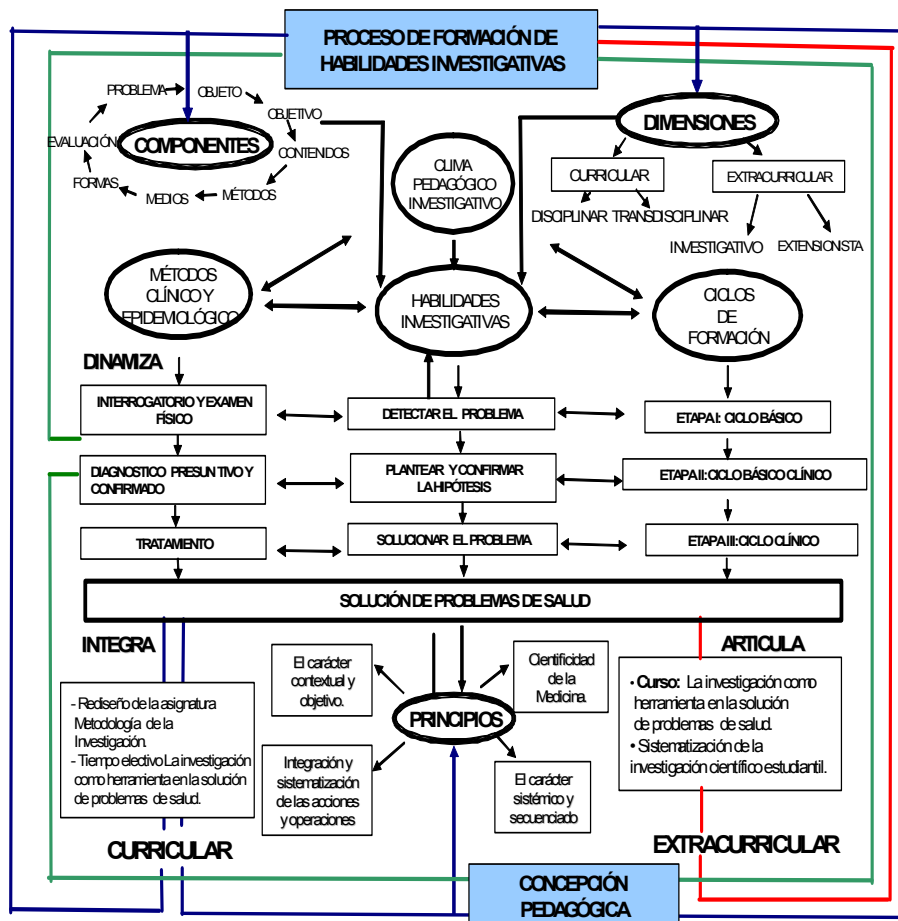 PROCESO DE FORMACIÓN DE
HABILIDADES INVESTIGATIVAS
PROBLEMA
OBJETO
OBJETIVO
CONTENDOS
MÉTODOS
MEDIOS
FORMAS
EVALUACIÓN
COMPONENTES
CLIMA
PEDAGÓGICO
INVESTIGATIVO
DIMENSIONES
CURRICULAR
EXTRACURRICULAR
DISCIPLINAR TRANSDISCIPLINAR
INVESTIGATIVO
EXTENSIONISTA
MÉTODOS
CLÍNICO Y
EPIDEMIOLÓGICO
HABILIDADES
INVESTIGATIVAS
CICLOS
DE
FORMACIÓN
DINAMIZA
INTERROGATORIO Y EXAMEN
FÍSICO
DETECTAR EL PROBLEMA
ETAPA I: CICLO BÁSICO
DIAGNOSTICO PRESUNTIVO Y
CONFIRMADO
PLANTEAR Y CONFIRMAR
LA HIPÓTESIS
ETAPA II: CICLO BÁSICO CLÍNICO
TRATAMIENTO
SOLUCIONAR EL PROBLEMA
ETAPA III: CICLO CLÍNICO
SOLUCIÓN DE PROBLEMAS DE SALUD
INTEGRA
ARTICULA
- Rediseño de la asignatura
Metodología de la
Investigación.
- Tiempo electivo La investigación
como herramienta en la solución
de problemas de salud.
El carácter
contextual y
objetivo.
Cientificidad
de la
Medicina.
PRINCIPIOS
Integración y
sistematización
de las acciones
y operaciones
El carácter
sistémico y
secuenciado
• Curso: La investigación como
herramienta en la solución
de problemas de salud.
• Sistematización de la
investigación científico estudiantil.
CURRICULAR
EXTRACURRICULAR
CONCEPCIÓN
PEDAGÓGICA